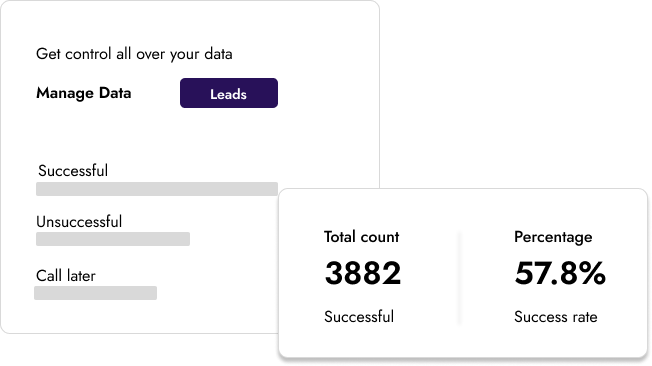 Get control all over your data
Manage Data
Leads
Successful
Unsuccessful
Call later
Total count
3882
Successful
Percentage
57.8%
Success rate